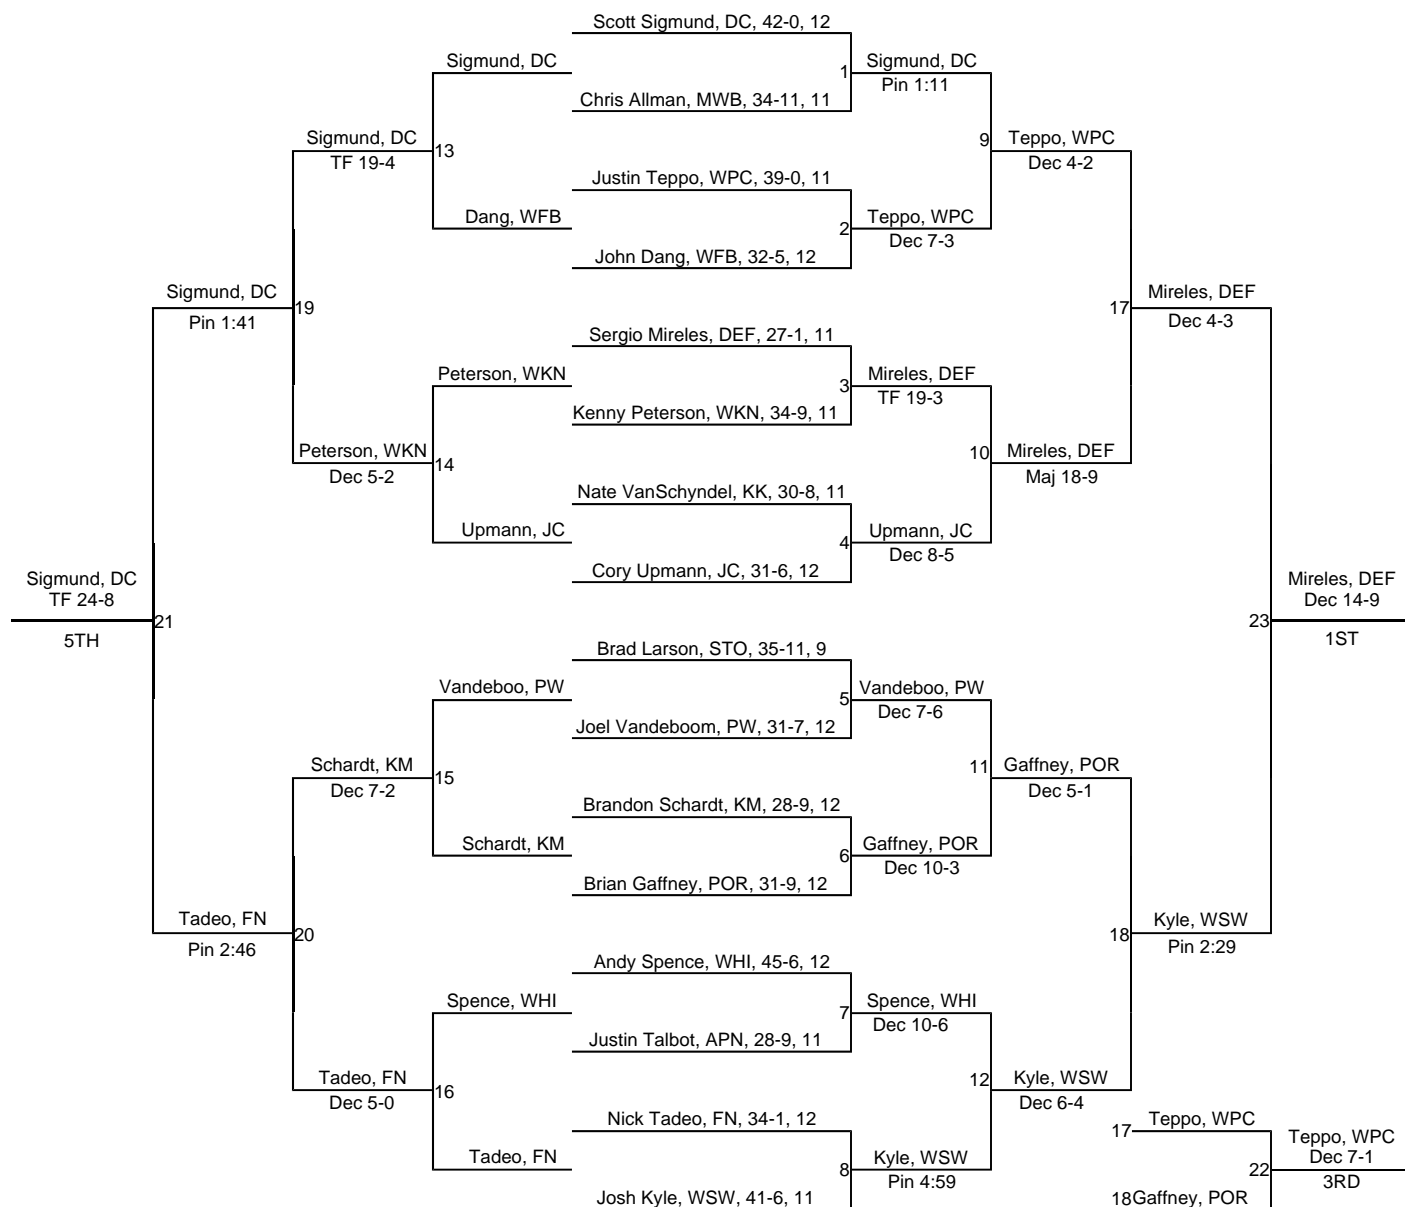 Scott Sigmund, DC, 42-0, 12
Sigmund, DC
1
Sigmund, DC
Pin 1:11
Chris Allman, MWB, 34-11, 11
Sigmund, DC
TF 19-4
13
9
Teppo, WPC
Dec 4-2
Justin Teppo, WPC, 39-0, 11
Dang, WFB
2
Teppo, WPC
Dec 7-3
John Dang, WFB, 32-5, 12
Sigmund, DC
Pin 1:41
19
17
Mireles, DEF
Dec 4-3
Sergio Mireles, DEF, 27-1, 11
Peterson, WKN
3
Mireles, DEF
TF 19-3
Kenny Peterson, WKN, 34-9, 11
Peterson, WKN
Dec 5-2
14
10
Mireles, DEF
Maj 18-9
Nate VanSchyndel, KK, 30-8, 11
Upmann, JC
4
Upmann, JC
Dec 8-5
Cory Upmann, JC, 31-6, 12
Sigmund, DC
TF 24-8
5TH
21
23
Mireles, DEF
Dec 14-9
1ST
Brad Larson, STO, 35-11, 9
Vandeboo, PW
5
Vandeboo, PW
Dec 7-6
Joel Vandeboom, PW, 31-7, 12
Schardt, KM
Dec 7-2
15
11
Gaffney, POR
Dec 5-1
Brandon Schardt, KM, 28-9, 12
Schardt, KM
6
Gaffney, POR
Dec 10-3
Brian Gaffney, POR, 31-9, 12
Tadeo, FN
Pin 2:46
20
18
Kyle, WSW
Pin 2:29
Andy Spence, WHI, 45-6, 12
Spence, WHI
7
Spence, WHI
Dec 10-6
Justin Talbot, APN, 28-9, 11
Tadeo, FN
Dec 5-0
16
12
Kyle, WSW
Dec 6-4
Nick Tadeo, FN, 34-1, 12
Tadeo, FN
8
Kyle, WSW
Pin 4:59
Josh Kyle, WSW, 41-6, 11
17
Teppo, WPC
22
Teppo, WPC
Dec 7-1
3RD
18Gaffney, POR